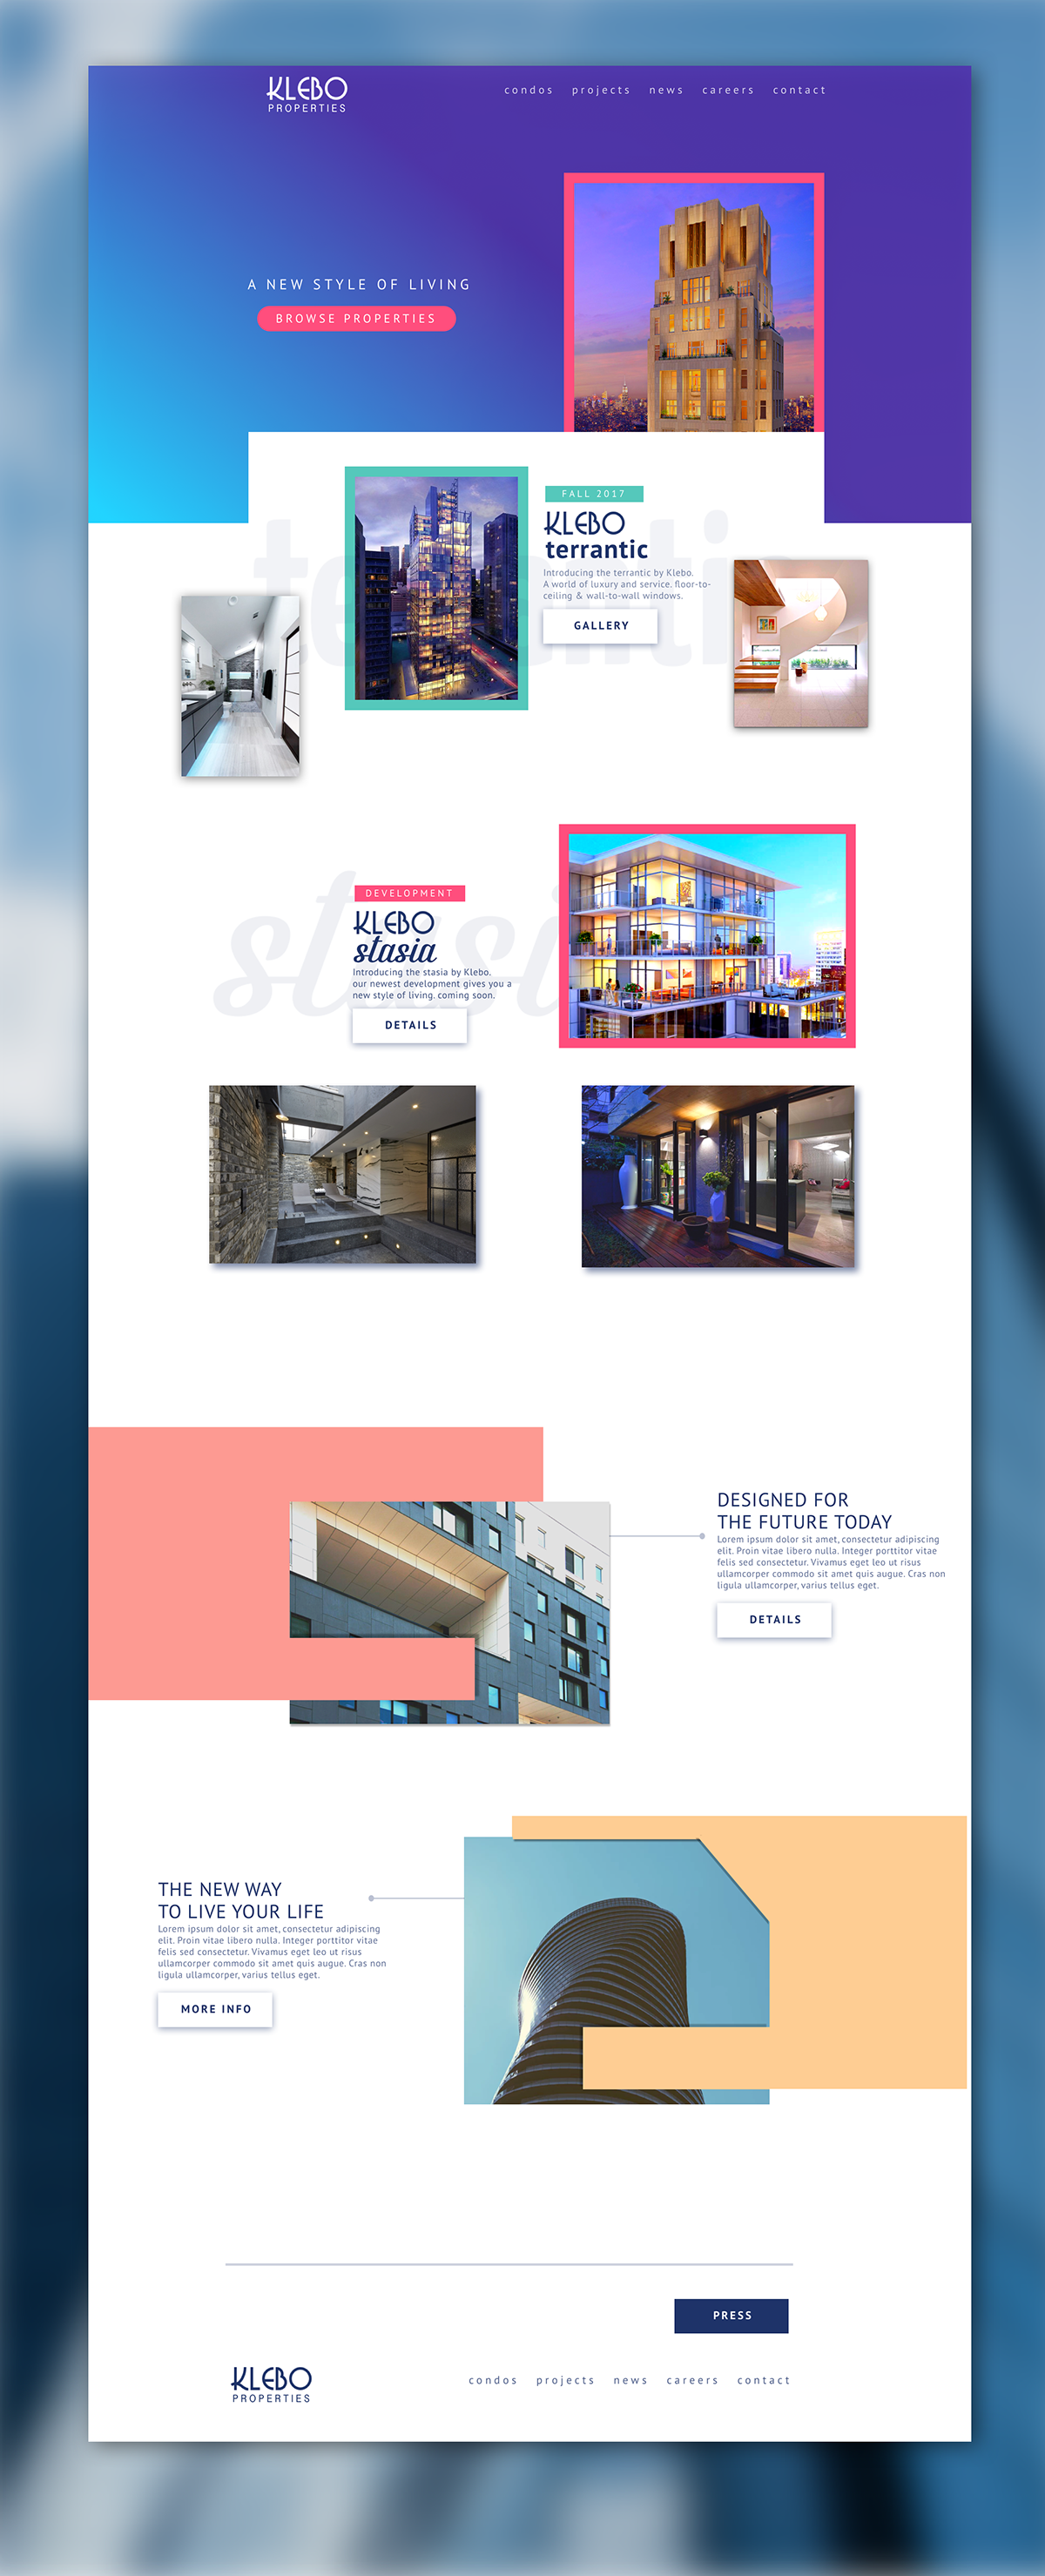 KLEBO
PROPERTIES
condos projects news careers contact
A NEW STYLE OF LIVING
BROWSE PROPERTIES
FALL 2017
KLEBO
terrantic
terrantic
Introducing the terrantic by Klebo.
A world of luxury and service. floor-to-
ceiling & wall-to-wall windows.
GALLERY
DEVELOPMENT
KLEBO
stasia
stasia
Introducing the stasia by Klebo.
our newest development gives you a
new style of living. coming soon.
DETAILS
DESIGNED FOR
THE FUTURE TODAY
Lorem ipsum dolor sit amet, consectetur adipiscing
elit. Proin vitae libero nulla. Integer porttitor vitae
felis sed consectetur. Vivamus eget leo ut risus
ullamcorper commodo sit amet quis augue. Cras non
ligula ullamcorper, varius tellus eget.
DETAILS
THE NEW WAY
TO LIVE YOUR LIFE
Lorem ipsum dolor sit amet, consectetur adipiscing
elit. Proin vitae libero nulla. Integer porttitor vitae
felis sed consectetur. Vivamus eget leo ut risus
ullamcorper commodo sit amet quis augue. Cras non
ligula ullamcorper, varius tellus eget.
MORE INFO
PRESS
KLEBO
PROPERTIES
condos projects news careers contact